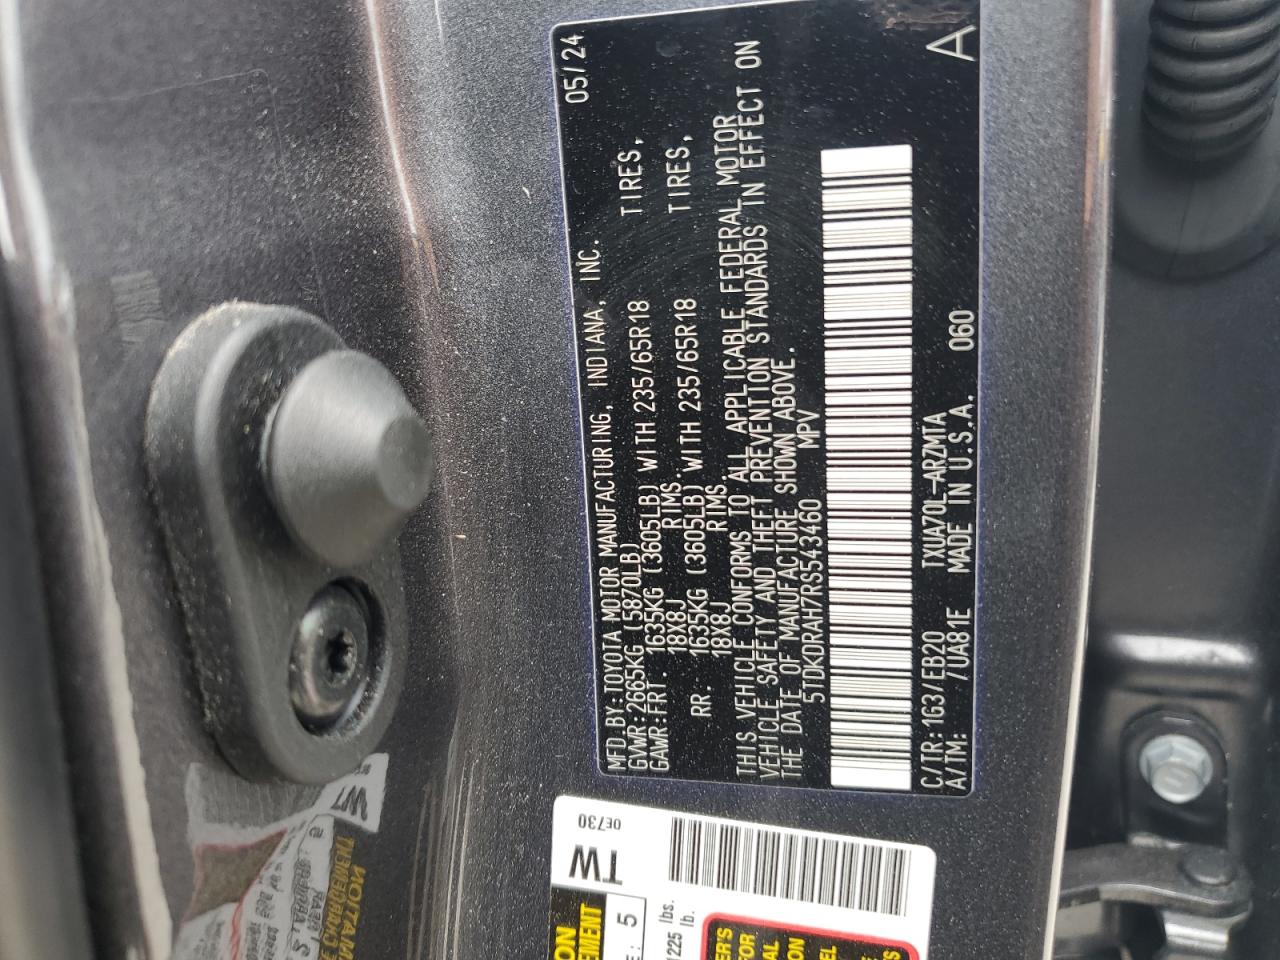 MFD.BY:TOYOTA MOTOR MANUFACTURING, INDIANA, INC. 05/24
GVWR:2665KG (5870LB)
GAWR:FRT. 1635KG (3605LB) WITH 235/65R18 TIRES,
18X8J RIMS
RR. 1635KG (3605LB) WITH 235/65R18 TIRES,
18X8J RIMS
THIS VEHICLE CONFORMS TO ALL APPLICABLE FEDERAL MOTOR
VEHICLE SAFETY AND THEFT PREVENTION STANDARDS IN EFFECT ON
THE DATE OF MANUFACTURE SHOWN ABOVE.
5TDKDRAH7RS543460 MPV
C/TR:1G3/EB20 TXUA70L-ARZMTA
A/TM: /UA81E MADE IN U.S.A. 060 A
TW 0E730
5
1225 lbs.
lb.